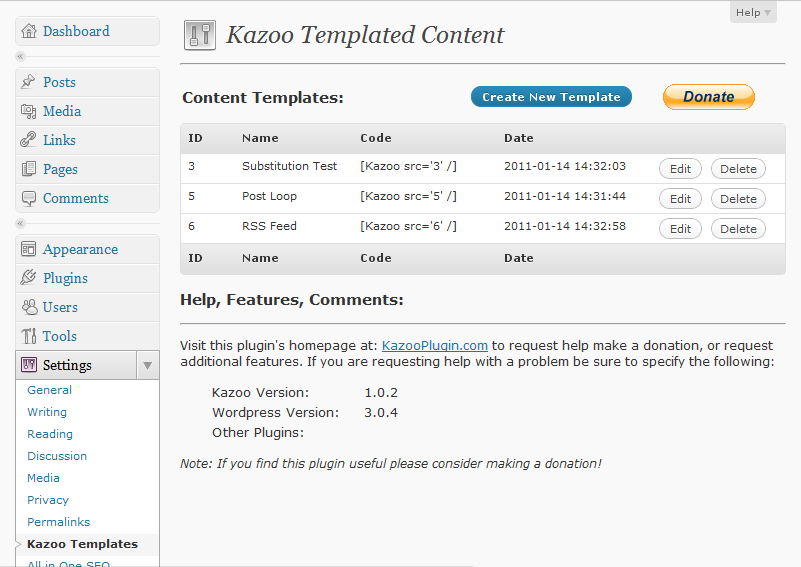 Help
Dashboard
Posts
Media
Links
Pages
Comments
Appearance
Plugins
Users
Tools
Settings
General
Writing
Reading
Discussion
Media
Privacy
Permalinks
Kazoo Templates
All in One SEO
Kazoo Templated Content
Content Templates: Create New Template Donate
ID Name Code Date
3 Substitution Test [Kazoo src='3' /] 2011-01-14 14:32:03 Edit Delete
5 Post Loop [Kazoo src='5' /] 2011-01-14 14:31:44 Edit Delete
6 RSS Feed [Kazoo src='6' /] 2011-01-14 14:32:58 Edit Delete
ID Name Code Date
Help, Features, Comments:
Visit this plugin's homepage at: KazooPlugin.com to request help make a donation, or request
additional features. If you are requesting help with a problem be sure to specify the following:
Kazoo Version: 1.0.2
Wordpress Version: 3.0.4
Other Plugins:
Note: If you find this plugin useful please consider making a donation!